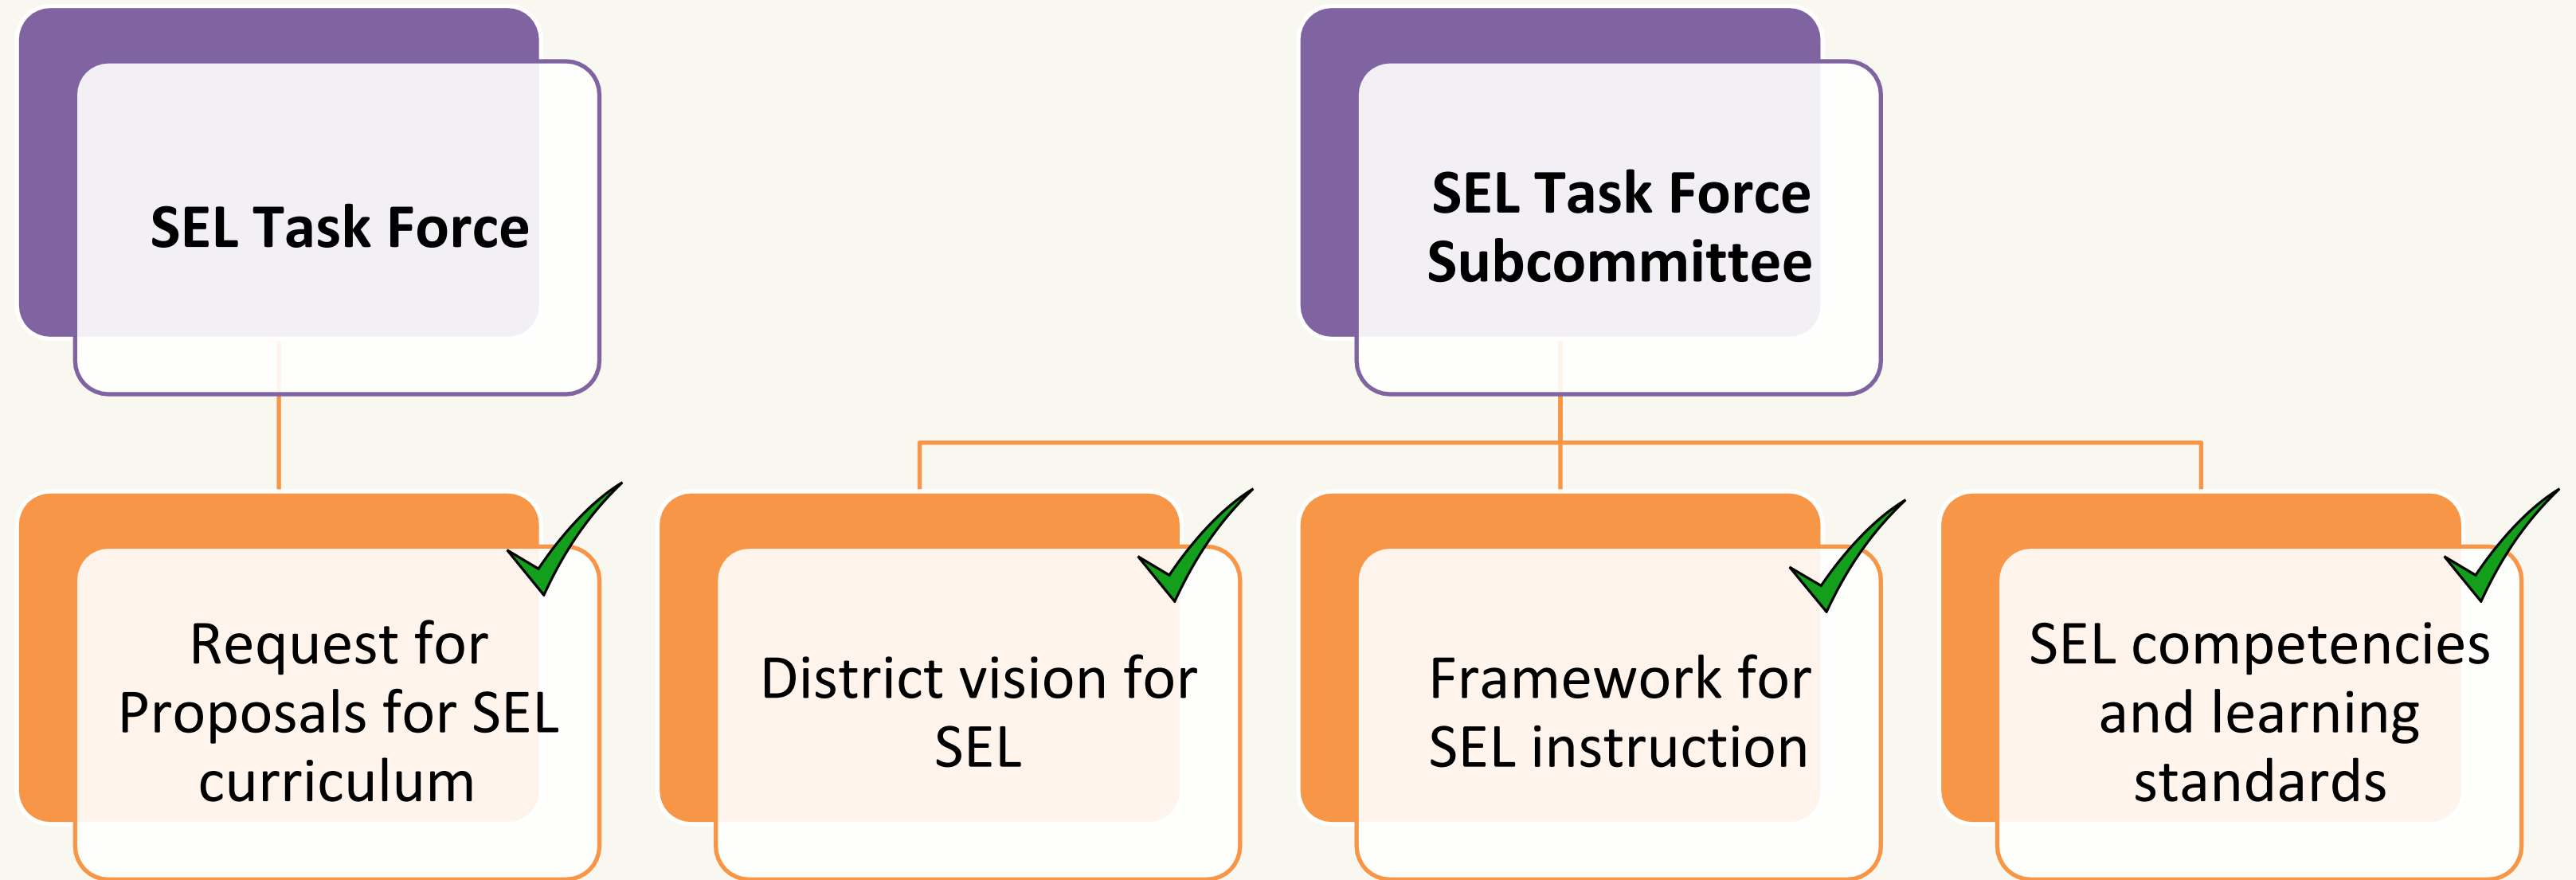 SEL Task Force
SEL Task Force
Subcommittee
Request for
Proposals for SEL
curriculum
District vision for
SEL
Framework for
SEL instruction
SEL competencies
and learning
standards